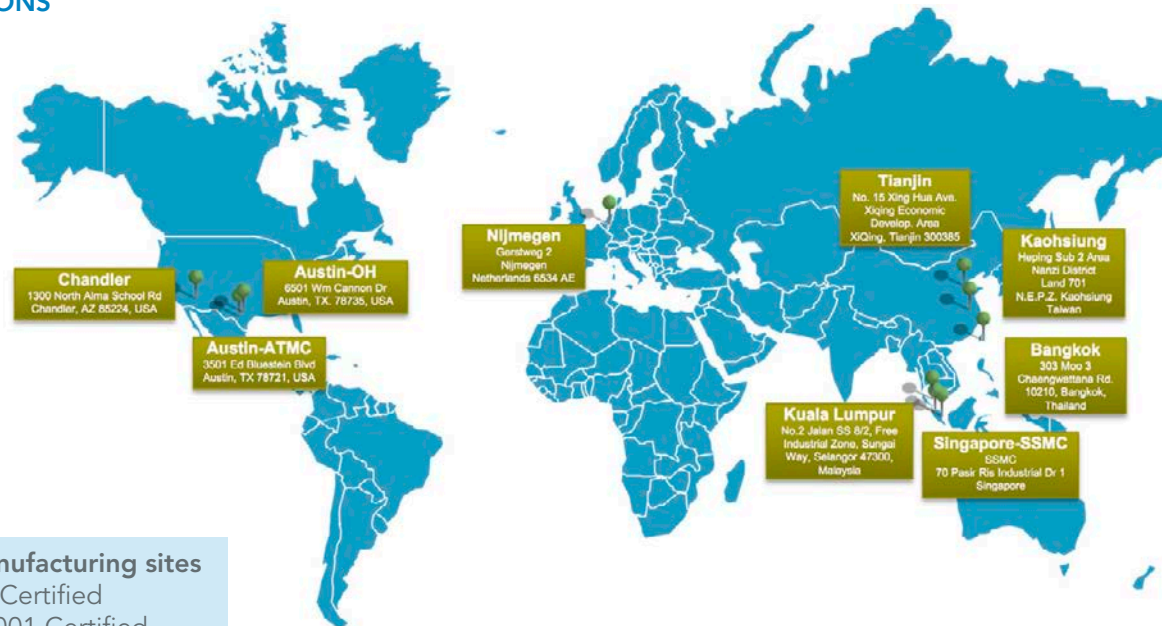 ONS
Tianjin
No. 15 Xing Hua Ave.
Xiqing Economic
Develop. Area
XiQing, Tianjin 300385
Nijmegen
Gerstweg 2
Nijmegen
Netherlands 6534 AE
Kaohsiung
Heping Sub 2 Area
Nanzi District
Land 701
N.E.P.Z. Kaohsiung
Taiwan
Chandler
1300 North Alma School Rd
Chandler, AZ 85224, USA
Austin-OH
6501 Wm Cannon Dr
Austin, TX. 78735, USA
Austin-ATMC
3501 Ed Bluestein Blvd
Austin, TX 78721, USA
Bangkok
303 Moo 3
Chaengwattana Rd.
10210, Bangkok,
Thailand
Kuala Lumpur
No.2 Jalan SS 8/2, Free
Industrial Zone, Sungai
Way, Selangor 47300,
Malaysia
Singapore-SSMC
SSMC
70 Pasir Ris Industrial Dr 1
Singapore
nufacturing sites
Certified
001 Certified